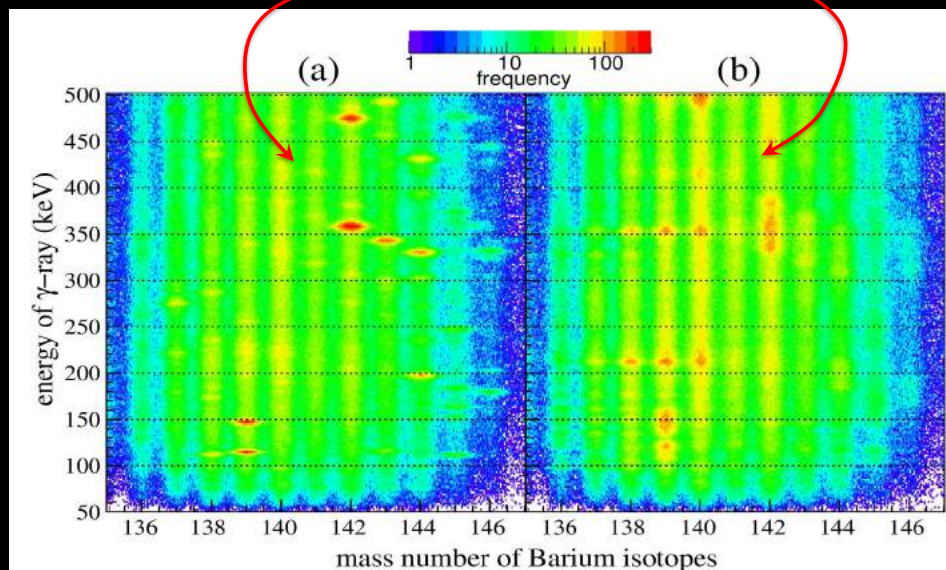 (a)
1 10 100
frequency
(b)
energy of γ-ray (keV)
500
450
400
350
300
250
200
150
100
50
136 138 140 142 144 146 136 138 140 142 144 146
mass number of Barium isotopes